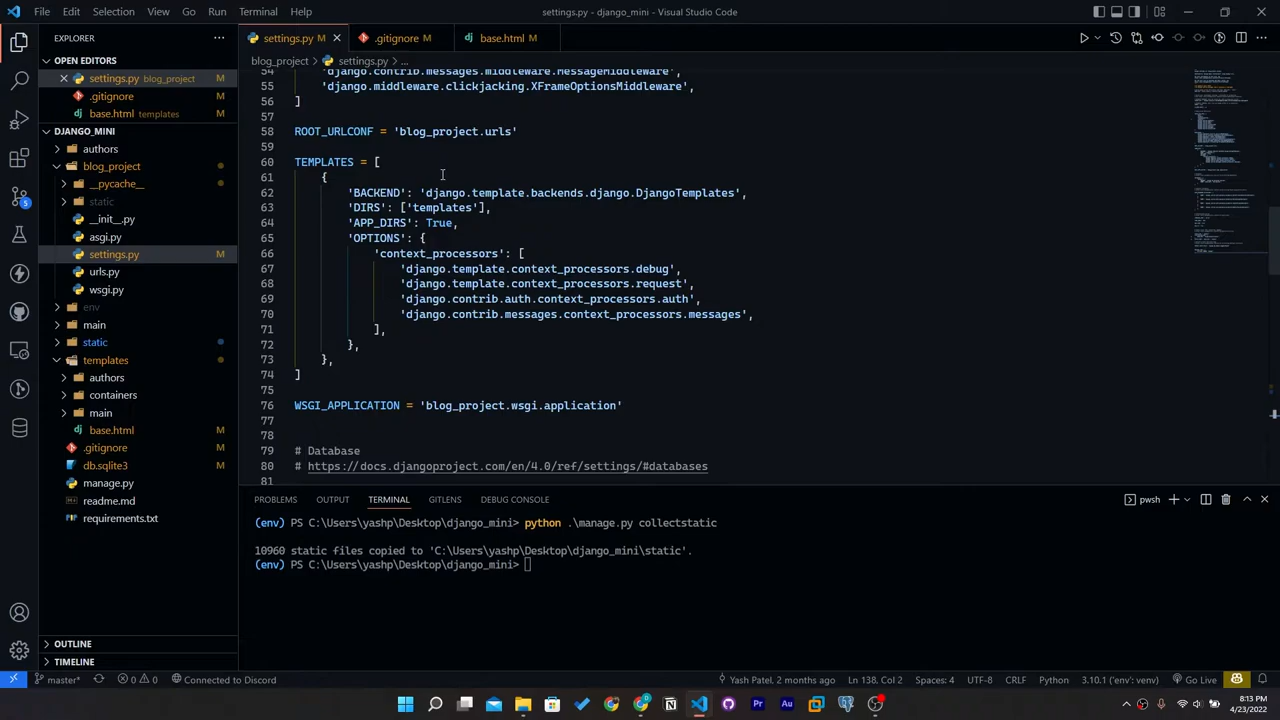 File Edit Selection View Go Run Terminal Help
settings.py - django_mini - Visual Studio Code
EXPLORER
settings.py M
.gitignore M
base.html M
OPEN EDITORS
settings.py blog_project M
.gitignore M
base.html templates M
DJANGO_MINI
authors
blog_project
__pycache__
static
__init__.py
asgi.py
settings.py M
urls.py
wsgi.py
env
main
static
templates
authors
containers
main
base.html M
.gitignore M
db.sqlite3 M
manage.py
readme.md
requirements.txt
OUTLINE
TIMELINE
blog_project > settings.py > ...
54 'django.contrib.messages.middleware.MessageMiddleware',
55 'django.middleware.clickjacking.XFrameOptionsMiddleware',
56 ]
57
58 ROOT_URLCONF = 'blog_project.urls'
59
60 TEMPLATES = [
61 {
62 'BACKEND': 'django.template.backends.django.DjangoTemplates',
63 'DIRS': ['templates'],
64 'APP_DIRS': True,
65 'OPTIONS': {
66 'context_processors': [
67 'django.template.context_processors.debug',
68 'django.template.context_processors.request',
69 'django.contrib.auth.context_processors.auth',
70 'django.contrib.messages.context_processors.messages',
71 ],
72 },
73 },
74 ]
75
76 WSGI_APPLICATION = 'blog_project.wsgi.application'
77
78
79 # Database
80 # https://docs.djangoproject.com/en/4.0/ref/settings/#databases
81
PROBLEMS OUTPUT TERMINAL GITLENS DEBUG CONSOLE
pwsh
(env) PS C:\Users\yashp\Desktop\django_mini> python .\manage.py collectstatic
10960 static files copied to 'C:\Users\yashp\Desktop\django_mini\static'.
(env) PS C:\Users\yashp\Desktop\django_mini>
master* 0 0 Connected to Discord
Yash Patel, 2 months ago Ln 138, Col 2 Spaces: 4 UTF-8 CRLF Python 3.10.1 ('env': venv) Go Live
8:13 PM
4/23/2022